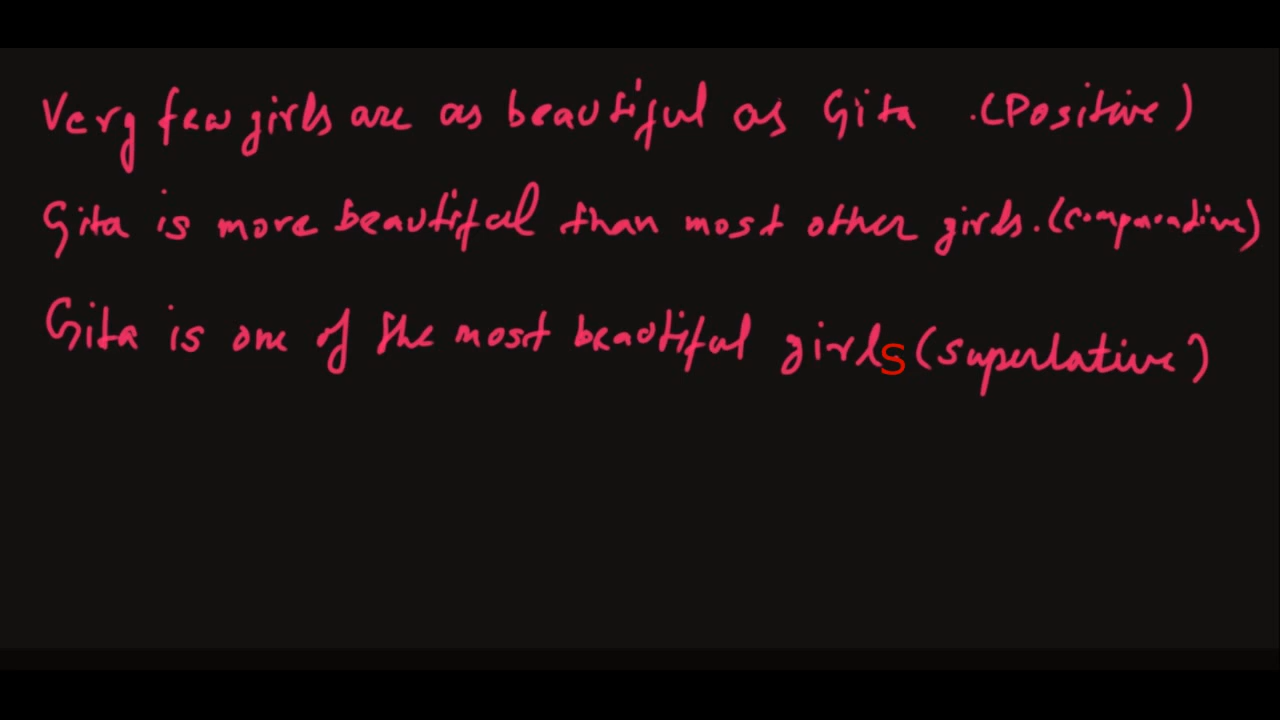 Very few girls are as beautiful as Gita .(Positive)
Gita is more beautiful than most other girls.(Comparative)
Gita is one of the most beautiful girls (superlative)